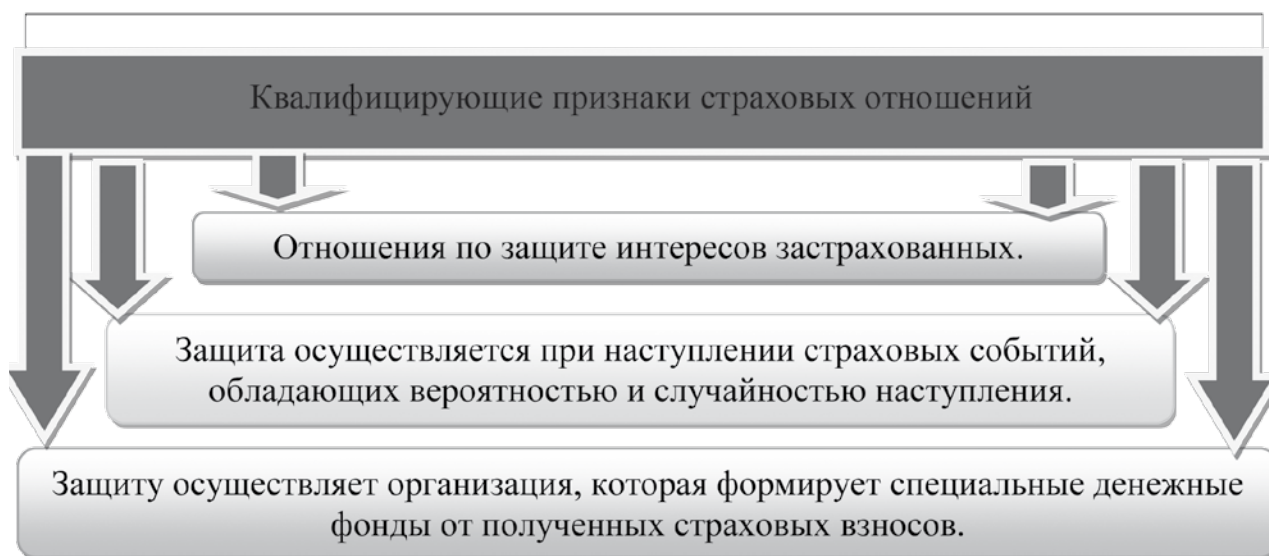 Квалифицирующие признаки страховых отношений
Отношения по защите интересов застрахованных.
Защита осуществляется при наступлении страховых событий,
обладающих вероятностью и случайностью наступления.
Защиту осуществляет организация, которая формирует специальные денежные
фонды от полученных страховых взносов.